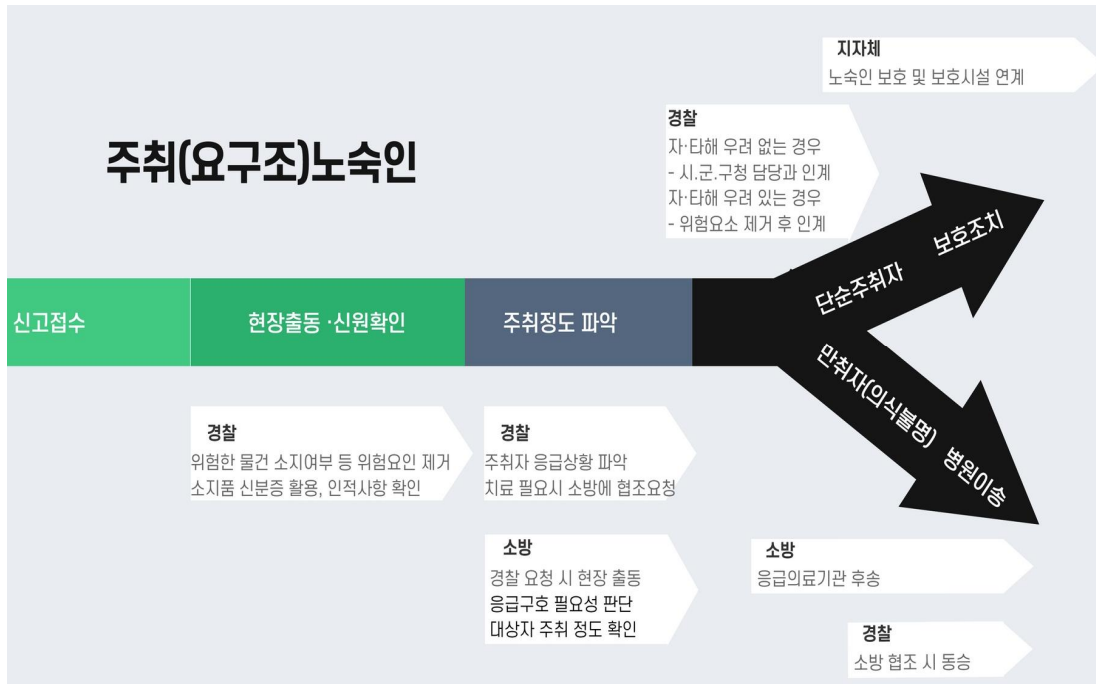 지자체
노숙인 보호 및 보호시설 연계
경찰
자·타해 우려 없는 경우
- 시.군.구청 담당과 인계
자·타해 우려 있는 경우
- 위험요소 제거 후 인계
주취(요구조)노숙인
단순주취자 보호조치
신고접수
현장출동 ·신원확인
주취정도 파악
만취자(의식불명) 병원이송
경찰
위험한 물건 소지여부 등 위험요인 제거
소지품 신분증 활용, 인적사항 확인
경찰
주취자 응급상황 파악
치료 필요시 소방에 협조요청
소방
경찰 요청 시 현장 출동
응급구호 필요성 판단
대상자 주취 정도 확인
소방
응급의료기관 후송
경찰
소방 협조 시 동승